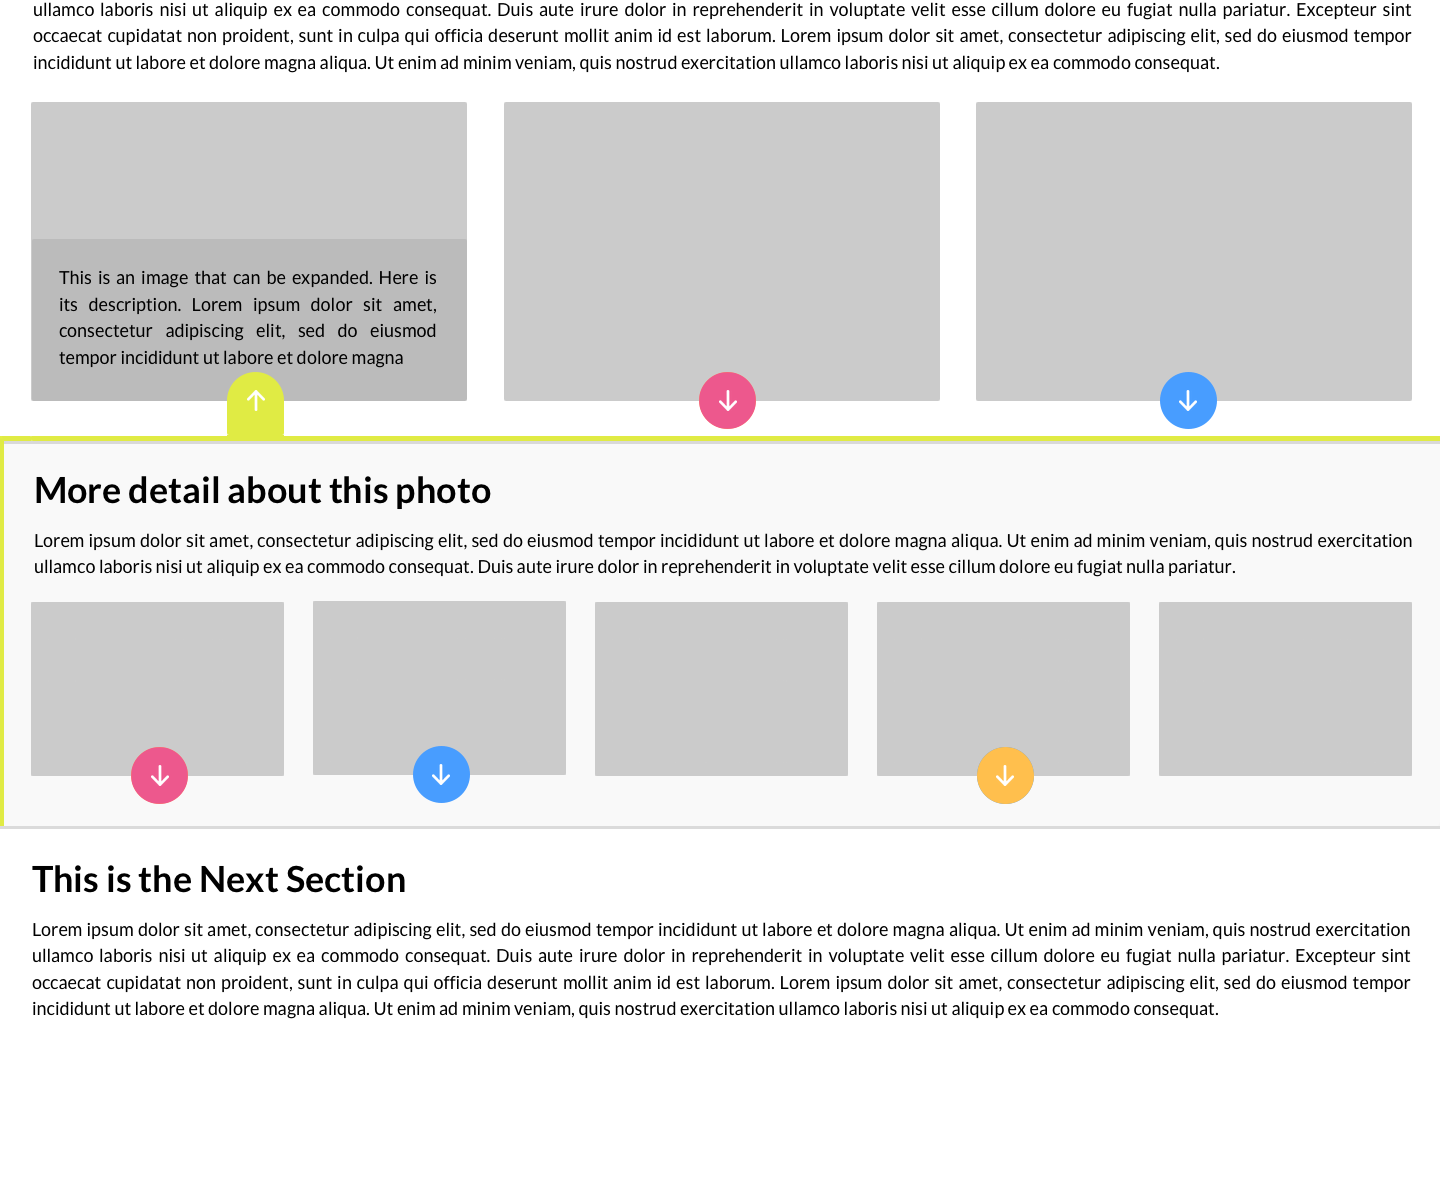 ullamco laboris nisi ut aliquip ex ea commodo consequat. Duis aute irure dolor in reprehenderit in voluptate velit esse cillum dolore eu fugiat nulla pariatur. Excepteur sint
occaecat cupidatat non proident, sunt in culpa qui officia deserunt mollit anim id est laborum. Lorem ipsum dolor sit amet, consectetur adipiscing elit, sed do eiusmod tempor
incididunt ut labore et dolore magna aliqua. Ut enim ad minim veniam, quis nostrud exercitation ullamco laboris nisi ut aliquip ex ea commodo consequat.
This is an image that can be expanded. Here is
its description. Lorem ipsum dolor sit amet,
consectetur adipiscing elit, sed do eiusmod
tempor incididunt ut labore et dolore magna
More detail about this photo
Lorem ipsum dolor sit amet, consectetur adipiscing elit, sed do eiusmod tempor incididunt ut labore et dolore magna aliqua. Ut enim ad minim veniam, quis nostrud exercitation
ullamco laboris nisi ut aliquip ex ea commodo consequat. Duis aute irure dolor in reprehenderit in voluptate velit esse cillum dolore eu fugiat nulla pariatur.
This is the Next Section
Lorem ipsum dolor sit amet, consectetur adipiscing elit, sed do eiusmod tempor incididunt ut labore et dolore magna aliqua. Ut enim ad minim veniam, quis nostrud exercitation
ullamco laboris nisi ut aliquip ex ea commodo consequat. Duis aute irure dolor in reprehenderit in voluptate velit esse cillum dolore eu fugiat nulla pariatur. Excepteur sint
occaecat cupidatat non proident, sunt in culpa qui officia deserunt mollit anim id est laborum. Lorem ipsum dolor sit amet, consectetur adipiscing elit, sed do eiusmod tempor
incididunt ut labore et dolore magna aliqua. Ut enim ad minim veniam, quis nostrud exercitation ullamco laboris nisi ut aliquip ex ea commodo consequat.